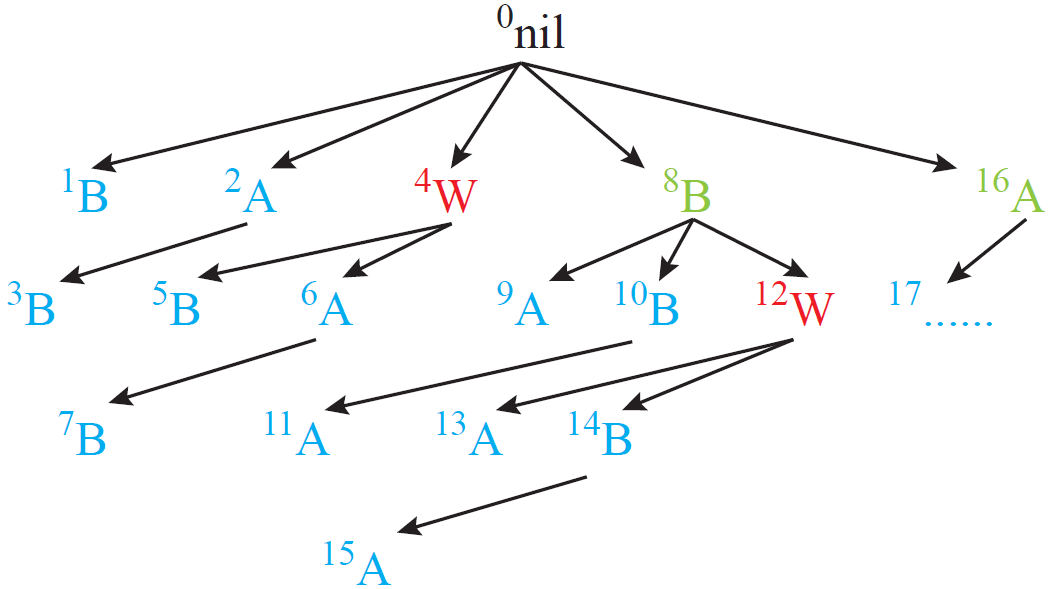 0nil
1B 2A 4W 8B 16A
3B 5B 6A 9A 10B 12W 17......
7B 11A 13A 14B
15A